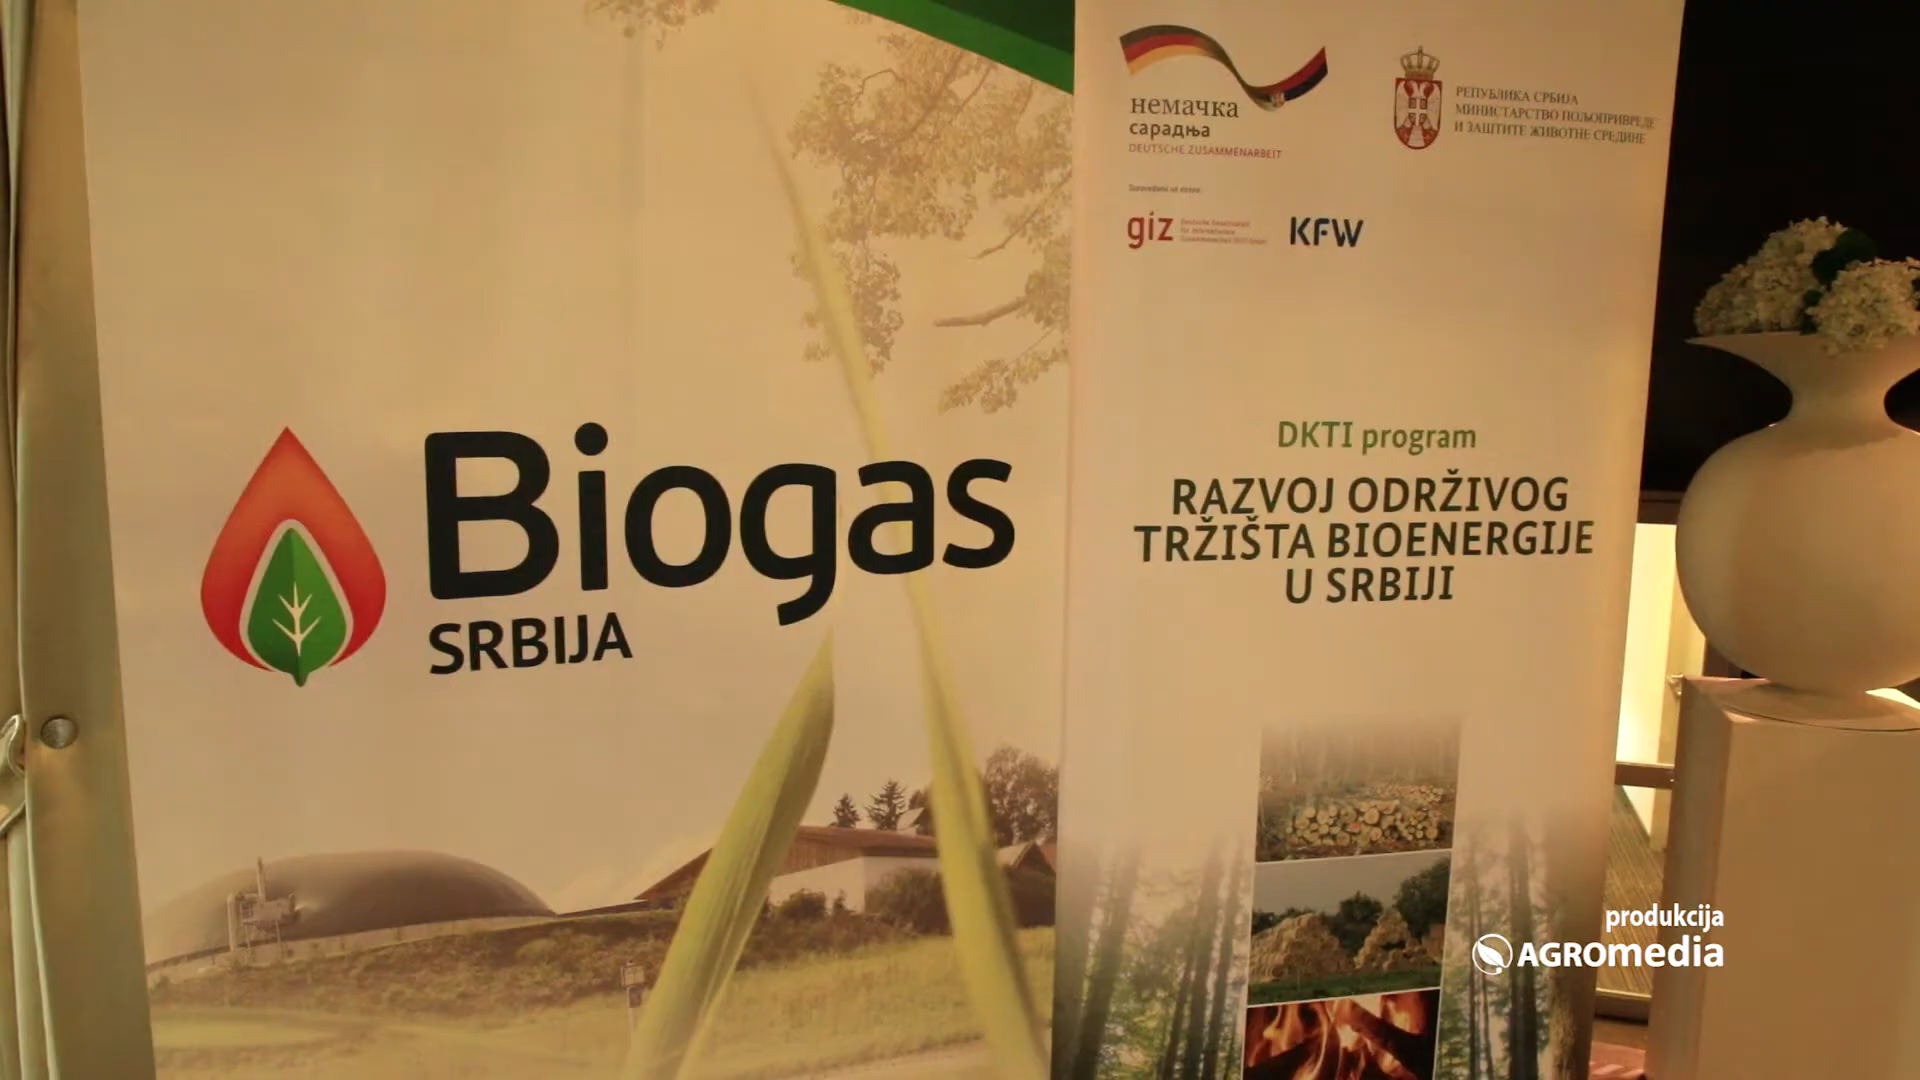 Biogas
SRBIJA
немачка
сарадња
DEUTSCHE ZUSAMMENARBEIT
РЕПУБЛИКА СРБИЈА
МИНИСТАРСТВО ПОЉОПРИВРЕДЕ
И ЗАШТИТЕ ЖИВОТНЕ СРЕДИНЕ
giz
KFW
DKTI program
RAZVOJ ODRŽIVOG
TRŽIŠTA BIOENERGIJE
U SRBIJI
produkcija
AGROmedia